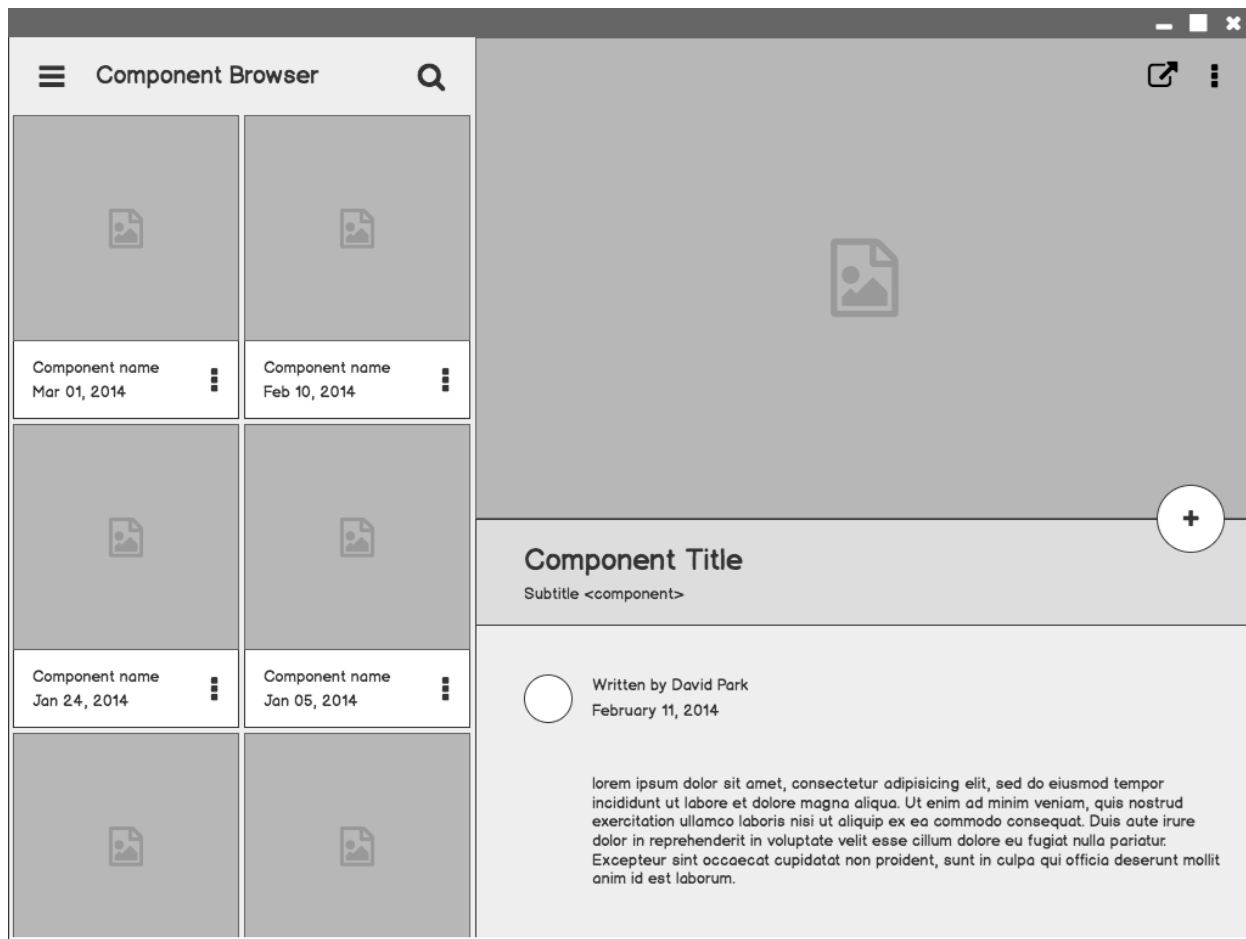 Component Browser
Component name
Mar 01, 2014
Component name
Feb 10, 2014
Component name
Jan 24, 2014
Component name
Jan 05, 2014
Component Title
Subtitle <component>
Written by David Park
February 11, 2014
lorem ipsum dolor sit amet, consectetur adipisicing elit, sed do eiusmod tempor
incididunt ut labore et dolore magna aliqua. Ut enim ad minim veniam, quis nostrud
exercitation ullamco laboris nisi ut aliquip ex ea commodo consequat. Duis aute irure
dolor in reprehenderit in voluptate velit esse cillum dolore eu fugiat nulla pariatur.
Excepteur sint occaecat cupidatat non proident, sunt in culpa qui officia deserunt mollit
anim id est laborum.